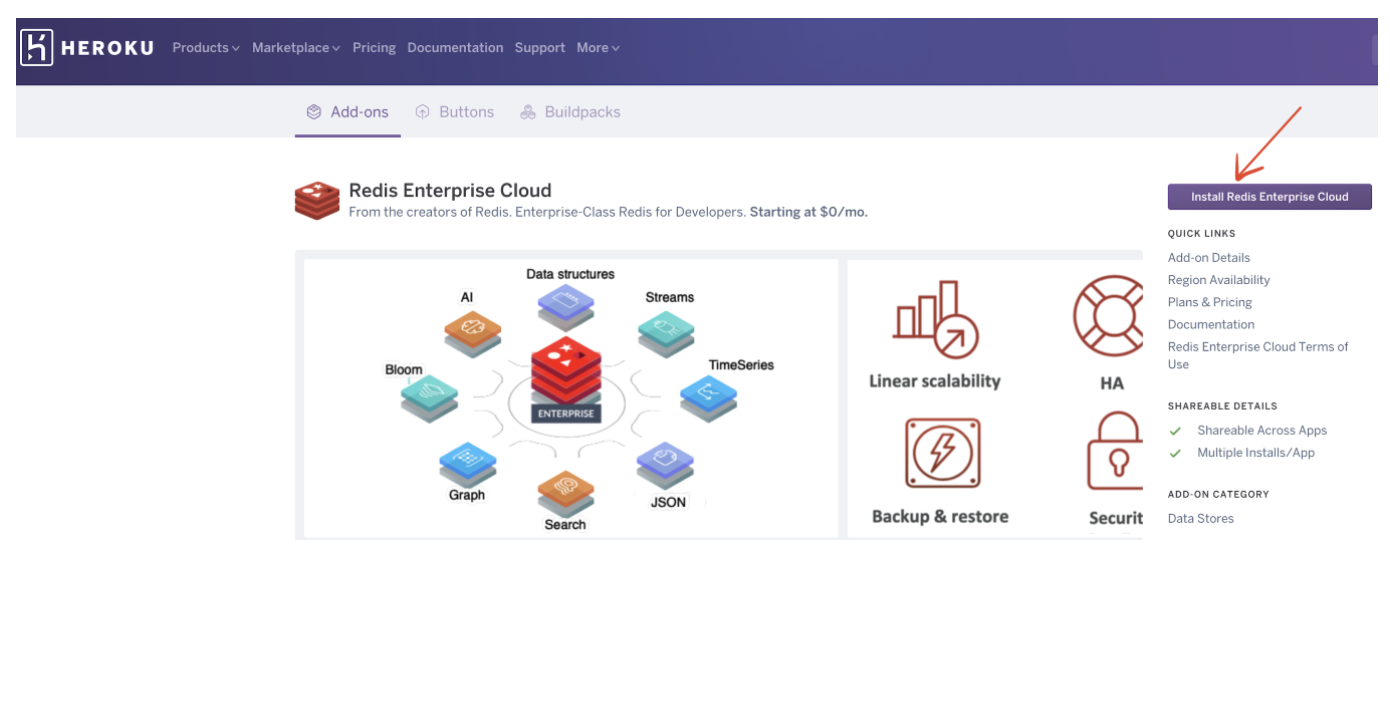 HEROKU Products Marketplace Pricing Documentation Support More
Add-ons Buttons Buildpacks
Redis Enterprise Cloud
From the creators of Redis. Enterprise-Class Redis for Developers. Starting at $0/mo.
Data structures
AI
Streams
Bloom
TimeSeries
ENTERPRISE
Graph
JSON
Search
Linear scalability
HA
Backup & restore
Securit
Install Redis Enterprise Cloud
QUICK LINKS
Add-on Details
Region Availability
Plans & Pricing
Documentation
Redis Enterprise Cloud Terms of
Use
SHAREABLE DETAILS
Shareable Across Apps
Multiple Installs/App
ADD-ON CATEGORY
Data Stores